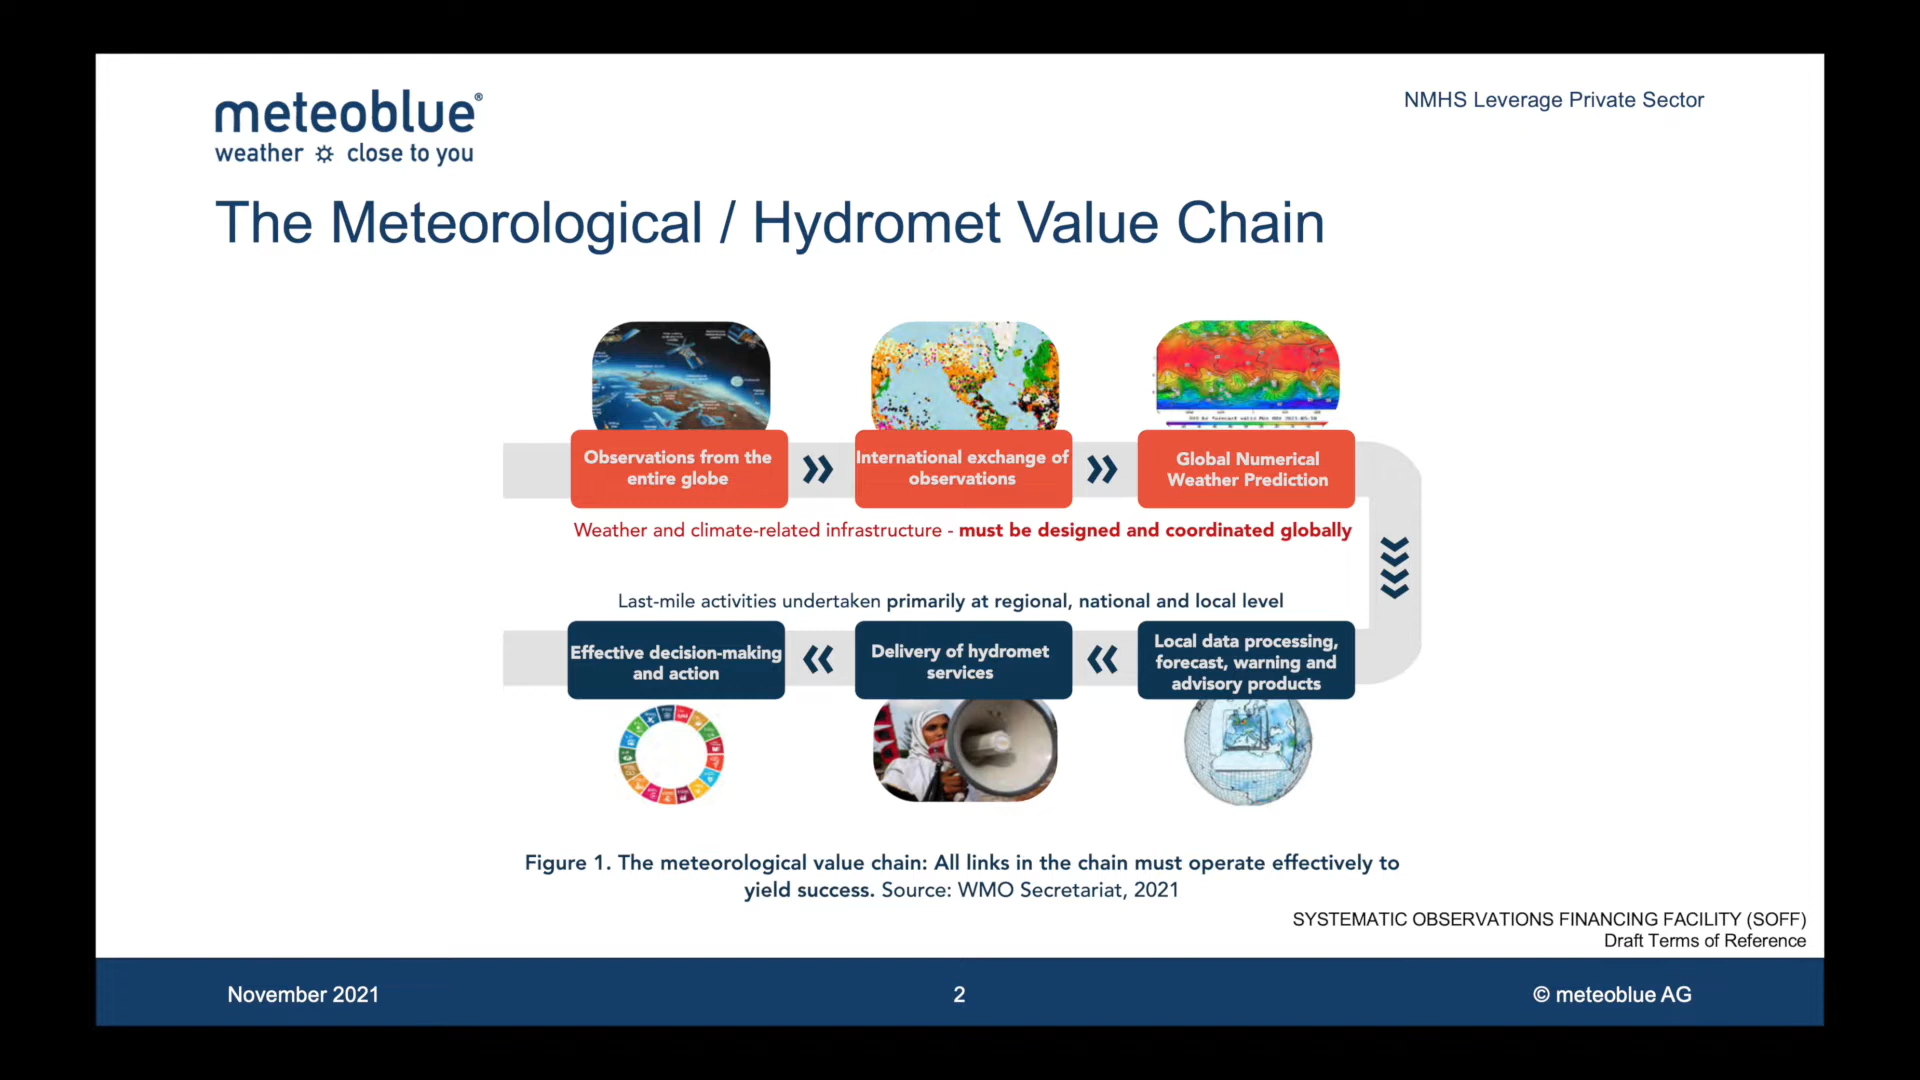 meteoblue®
weather close to you
NMHS Leverage Private Sector
The Meteorological / Hydromet Value Chain
Observations from the
entire globe
International exchange of
observations
Global Numerical
Weather Prediction
Weather and climate-related infrastructure - must be designed and coordinated globally
Last-mile activities undertaken primarily at regional, national and local level
Effective decision-making
and action
Delivery of hydromet
services
Local data processing,
forecast, warning and
advisory products
Figure 1. The meteorological value chain: All links in the chain must operate effectively to
yield success. Source: WMO Secretariat, 2021
SYSTEMATIC OBSERVATIONS FINANCING FACILITY (SOFF)
Draft Terms of Reference
November 2021
2
© meteoblue AG